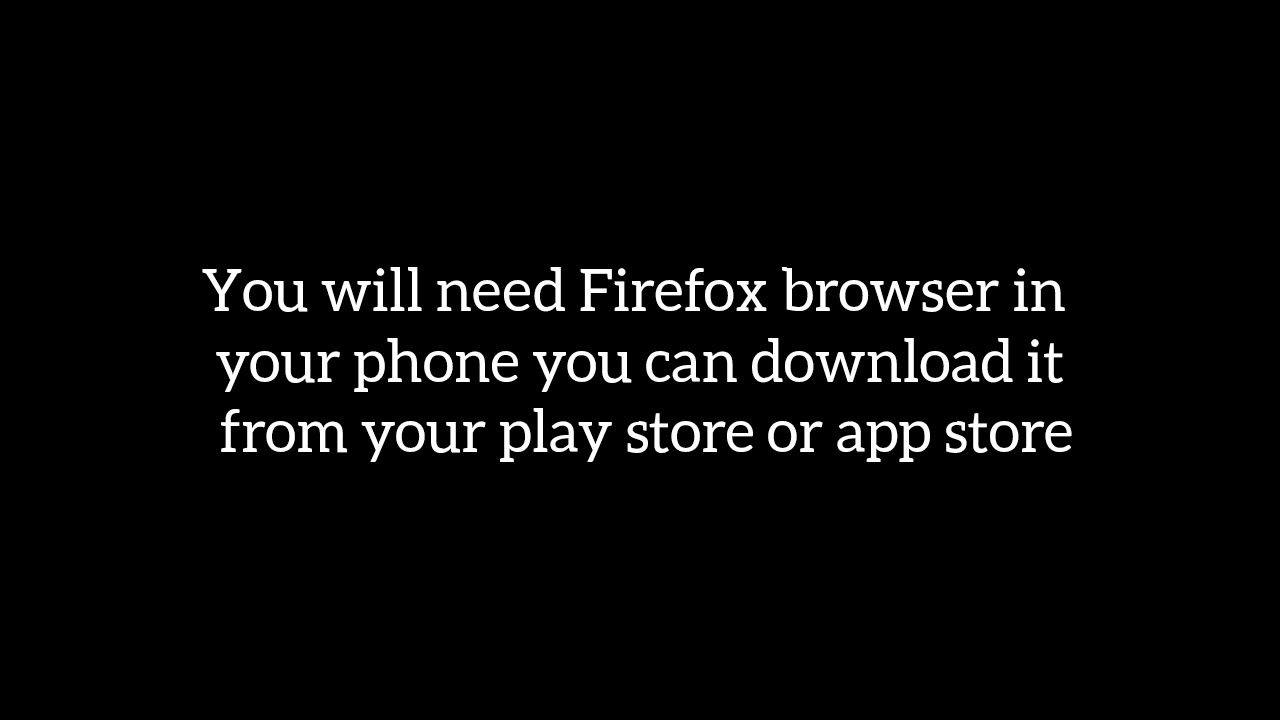 You will need Firefox browser in
your phone you can download it
from your play store or app store